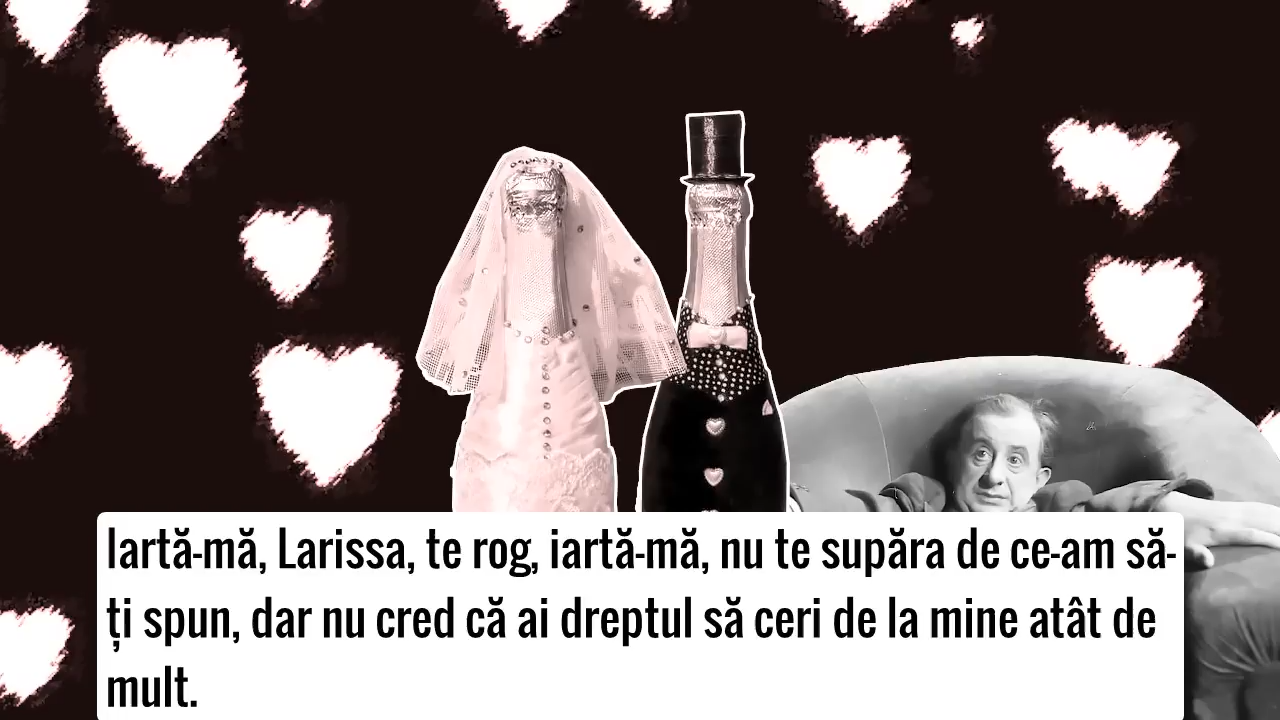 Iartă-mă, Larissa, te rog, iartă-mă, nu te supăra de ce-am să-
ți spun, dar nu cred că ai dreptul să ceri de la mine atât de
mult.